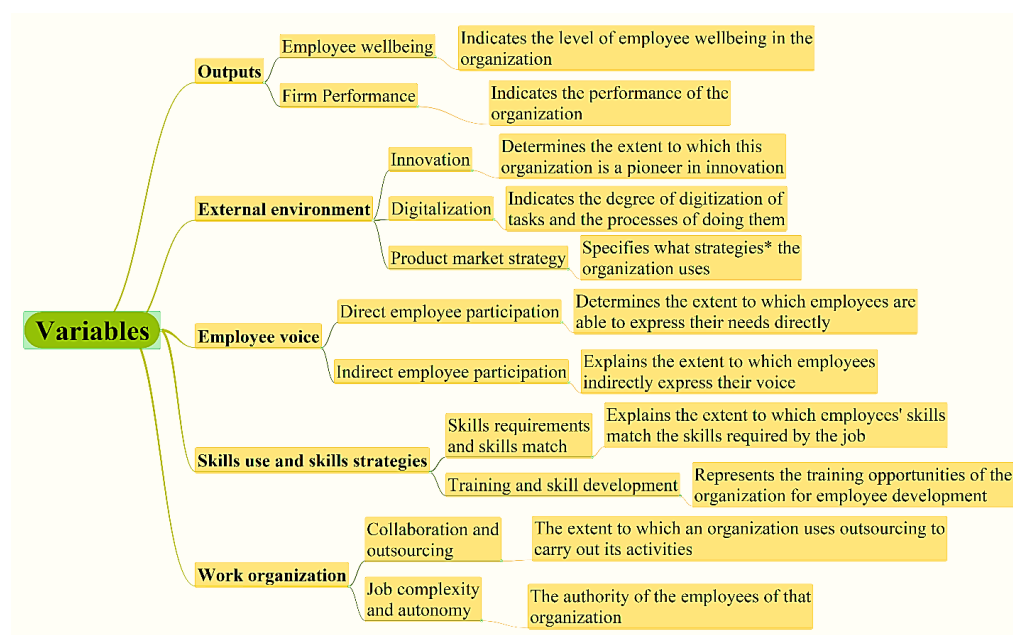 Variables
Outputs
Employee wellbeing
Indicates the level of employee wellbeing in the
organization
Firm Performance
Indicates the performance of the
organization
External environment
Innovation
Determines the extent to which this
organization is a pioneer in innovation
Digitalization
Indicates the degree of digitization of
tasks and the processes of doing them
Product market strategy
Specifies what strategies* the
organization uses
Employee voice
Direct employee participation
Determines the extent to which employees are
able to express their needs directly
Indirect employee participation
Explains the extent to which employees
indirectly express their voice
Skills use and skills strategies
Skills requirements
and skills match
Explains the extent to which employees' skills
match the skills required by the job
Training and skill development
Represents the training opportunities of the
organization for employee development
Work organization
Collaboration and
outsourcing
The extent to which an organization uses outsourcing to
carry out its activities
Job complexity
and autonomy
The authority of the employees of that
organization